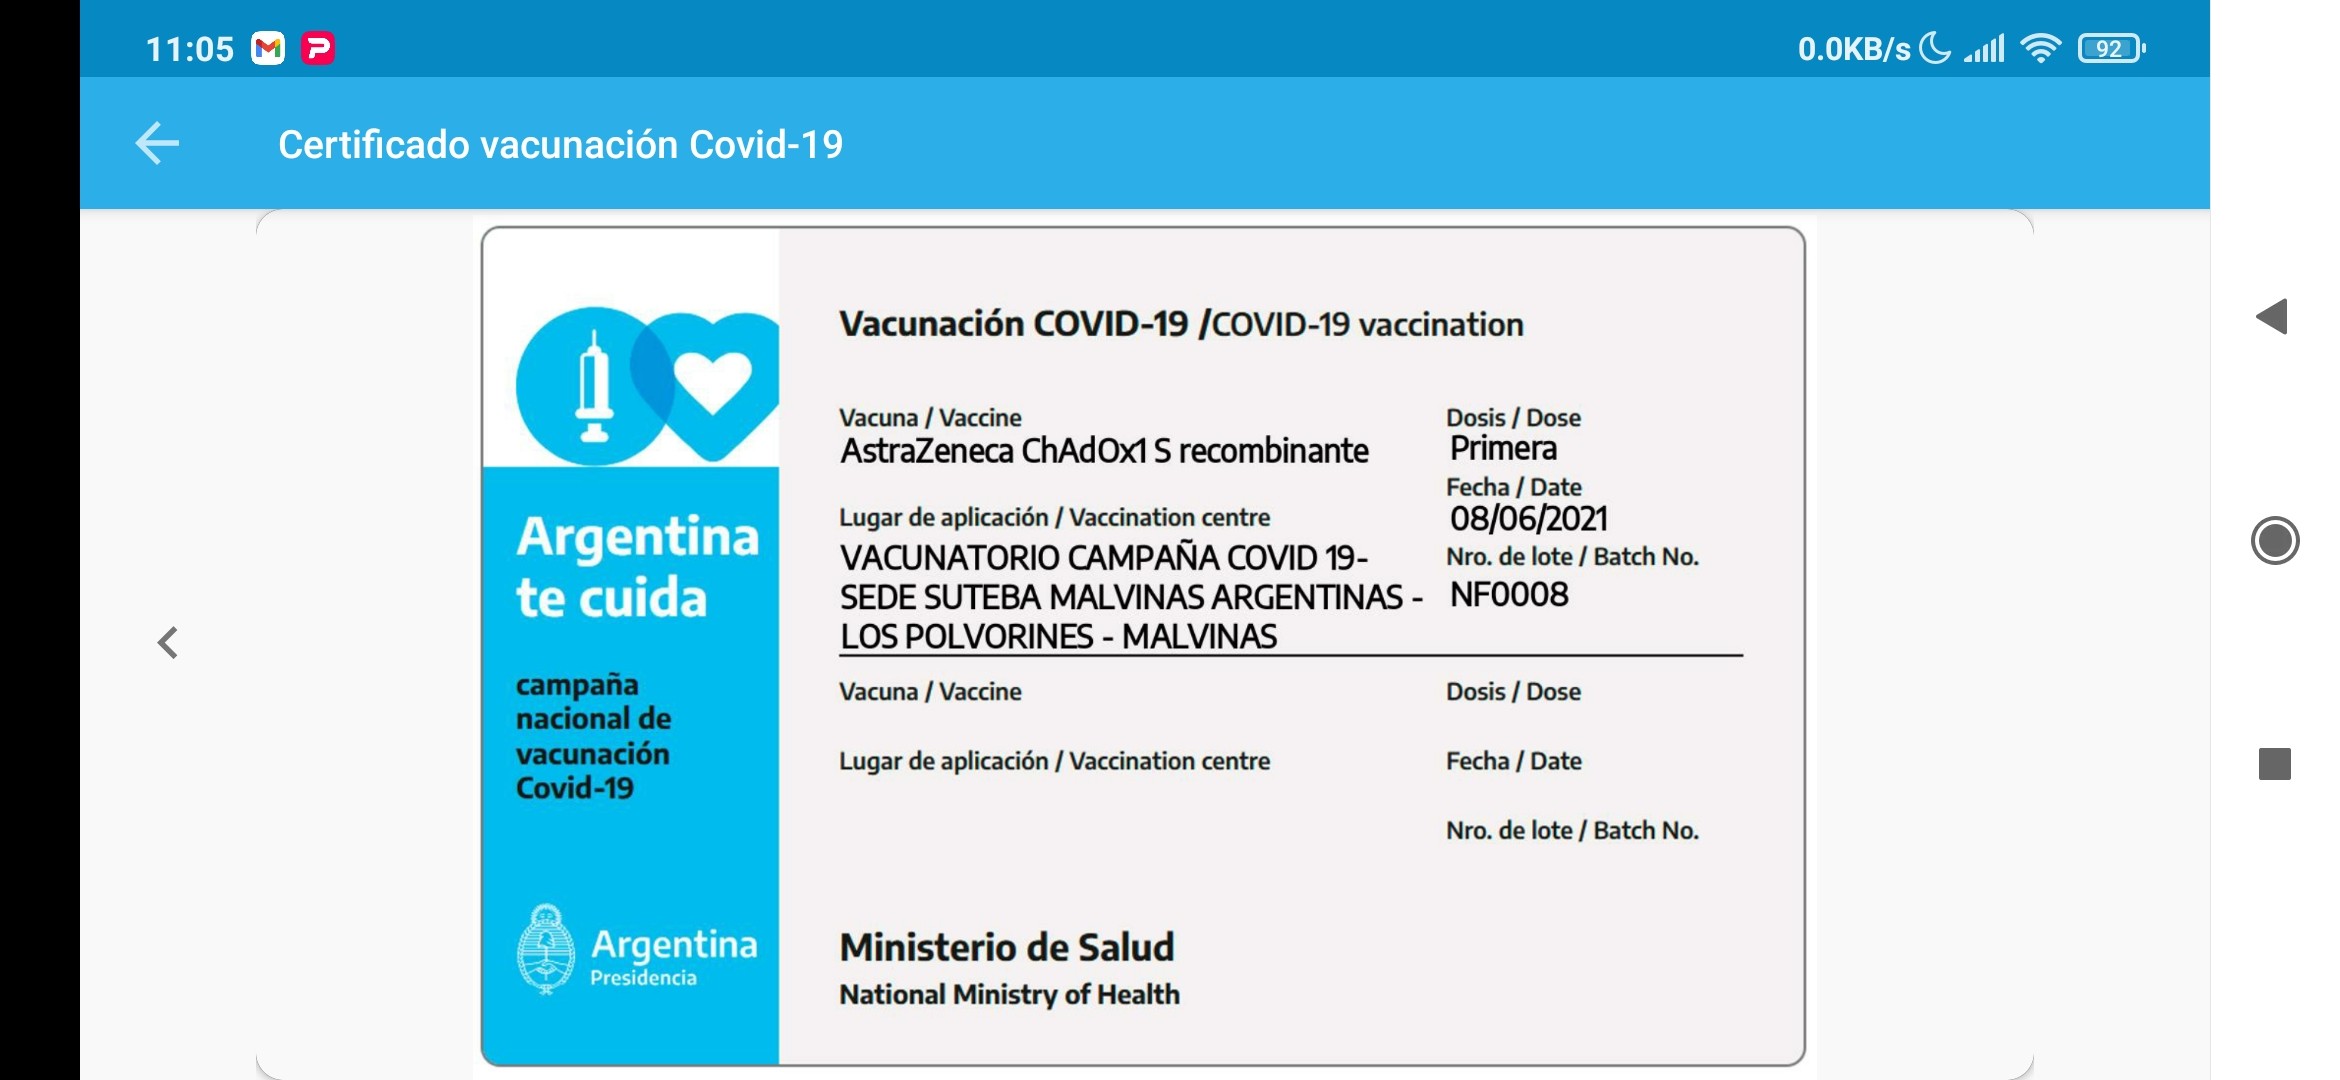 11:05
0.0KB/s
92
Certificado vacunación Covid-19
Argentina
te cuida
campaña
nacional de
vacunación
Covid-19
Argentina
Presidencia
Vacunación COVID-19 /COVID-19 vaccination
Vacuna / Vaccine
AstraZeneca ChAdOx1 S recombinante
Dosis / Dose
Primera
Fecha / Date
08/06/2021
Lugar de aplicación / Vaccination centre
VACUNATORIO CAMPAÑA COVID 19-
SEDE SUTEBA MALVINAS ARGENTINAS -
LOS POLVORINES - MALVINAS
Nro. de lote / Batch No.
NF0008
Vacuna / Vaccine
Dosis / Dose
Lugar de aplicación / Vaccination centre
Fecha / Date
Nro. de lote / Batch No.
Ministerio de Salud
National Ministry of Health